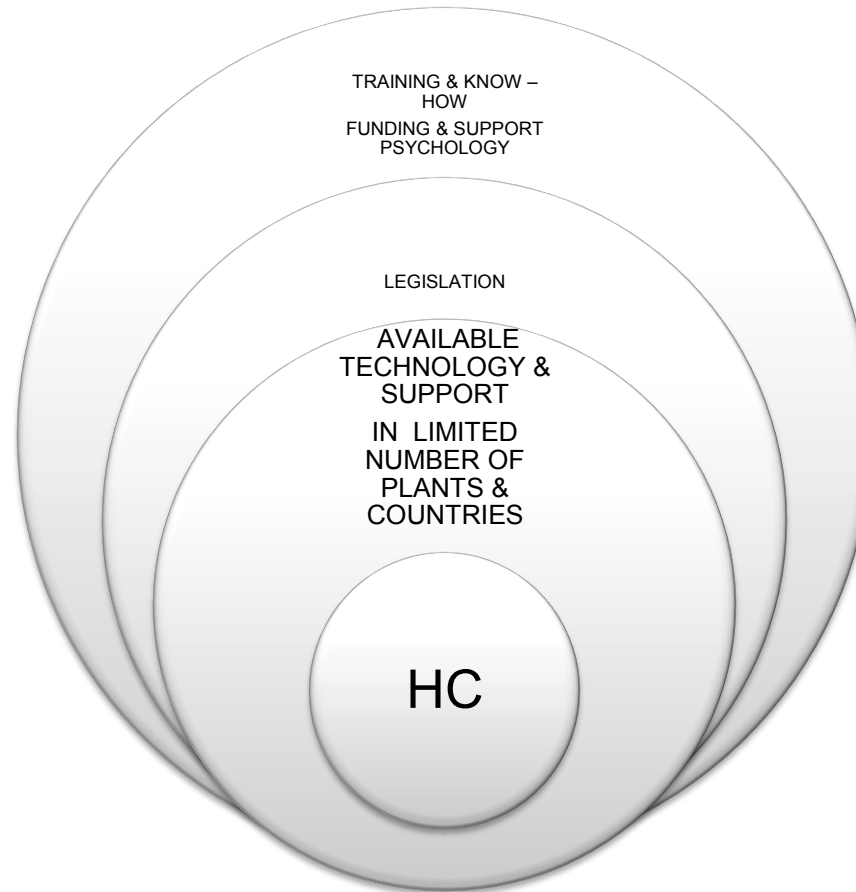 TRAINING & KNOW –
HOW
FUNDING & SUPPORT
PSYCHOLOGY
LEGISLATION
AVAILABLE
TECHNOLOGY &
SUPPORT
IN LIMITED
NUMBER OF
PLANTS &
COUNTRIES
HC